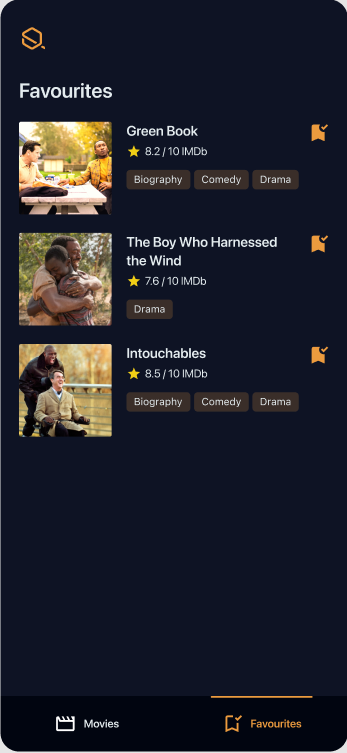 Favourites
Green Book
8.2 / 10 IMDb
Biography
Comedy
Drama
The Boy Who Harnessed
the Wind
7.6 / 10 IMDb
Drama
Intouchables
8.5 / 10 IMDb
Biography
Comedy
Drama
Movies
Favourites